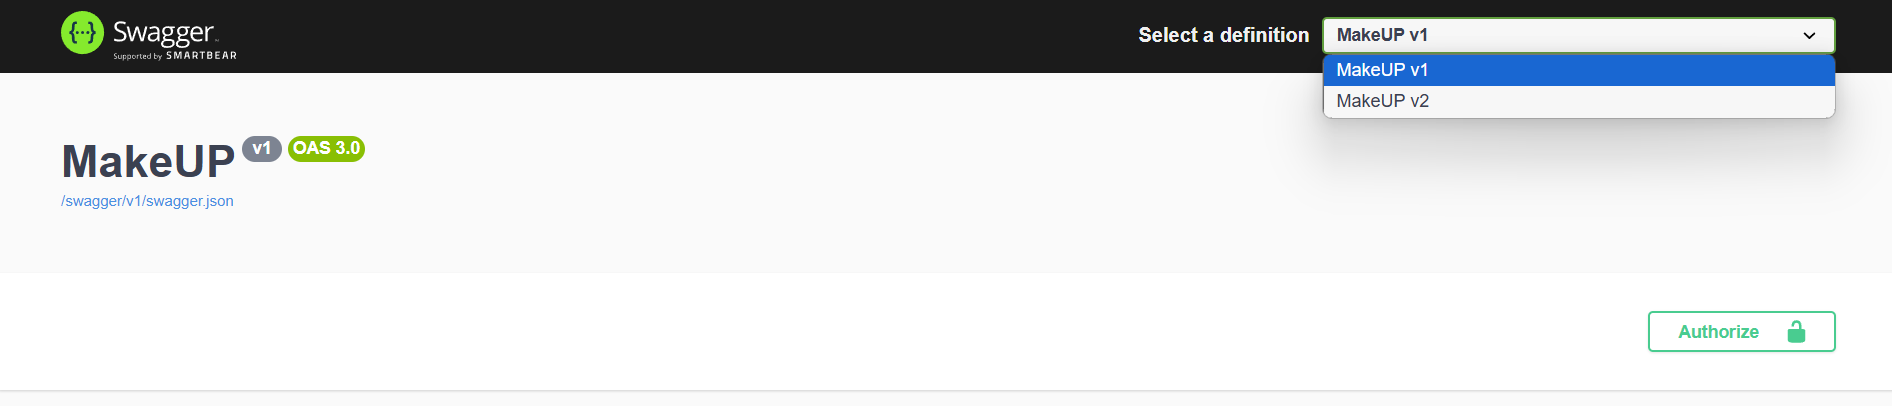 {···} Swagger™
Supported by SMARTBEAR
Select a definition
MakeUP v1
MakeUP v1
MakeUP v2
MakeUP v1 OAS 3.0
/swagger/v1/swagger.json
Authorize